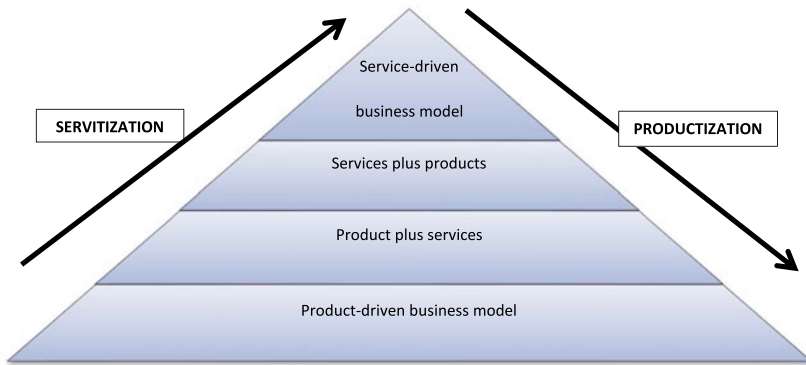 Service-driven
business model
SERVITIZATION
PRODUCTIZATION
Services plus products
Product plus services
Product-driven business model